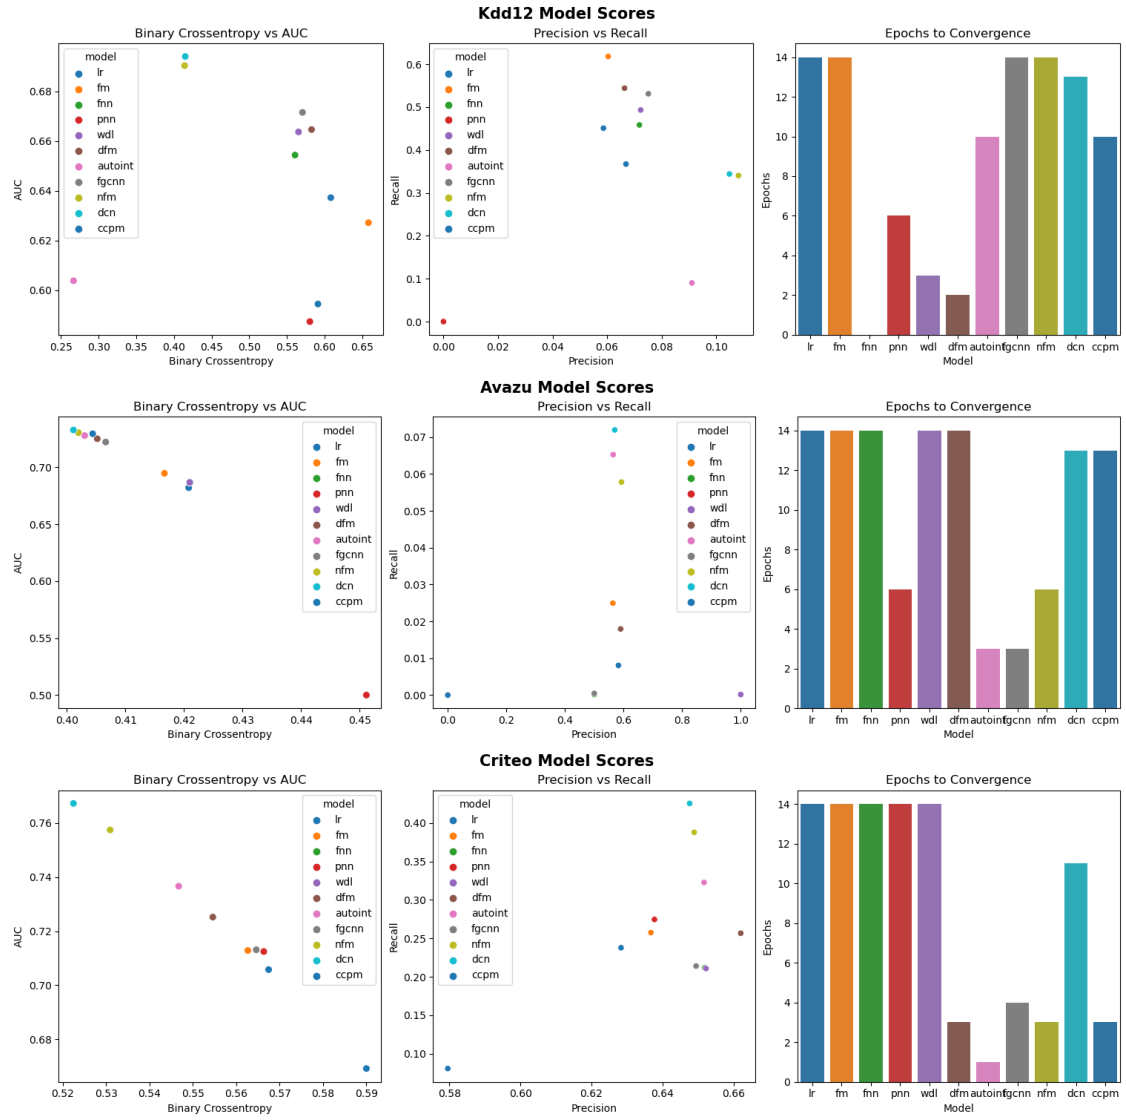 Kdd12 Model Scores
Binary Crossentropy vs AUC
AUC
0.68
0.66
0.64
0.62
0.60
0.25 0.30 0.35 0.40 0.45 0.50 0.55 0.60 0.65
Binary Crossentropy
model
lr
fm
fnn
pnn
wdl
dfm
autoint
fgcnn
nfm
dcn
ccpm
Precision vs Recall
Recall
0.6
0.5
0.4
0.3
0.2
0.1
0.0
0.00 0.02 0.04 0.06 0.08 0.10
Precision
model
lr
fm
fnn
pnn
wdl
dfm
autoint
fgcnn
nfm
dcn
ccpm
Epochs to Convergence
Epochs
14
12
10
8
6
4
2
0
lr fm fnn pnn wdl dfm autoint fgcnn nfm dcn ccpm
Model
Avazu Model Scores
Binary Crossentropy vs AUC
AUC
0.70
0.65
0.60
0.55
0.50
0.40 0.41 0.42 0.43 0.44 0.45
Binary Crossentropy
model
lr
fm
fnn
pnn
wdl
dfm
autoint
fgcnn
nfm
dcn
ccpm
Precision vs Recall
Recall
0.07
0.06
0.05
0.04
0.03
0.02
0.01
0.00
0.0 0.2 0.4 0.6 0.8 1.0
Precision
model
lr
fm
fnn
pnn
wdl
dfm
autoint
fgcnn
nfm
dcn
ccpm
Epochs to Convergence
Epochs
14
12
10
8
6
4
2
0
lr fm fnn pnn wdl dfm autoint fgcnn nfm dcn ccpm
Model
Criteo Model Scores
Binary Crossentropy vs AUC
AUC
0.76
0.74
0.72
0.70
0.68
0.52 0.53 0.54 0.55 0.56 0.57 0.58 0.59
Binary Crossentropy
model
lr
fm
fnn
pnn
wdl
dfm
autoint
fgcnn
nfm
dcn
ccpm
Precision vs Recall
Recall
0.40
0.35
0.30
0.25
0.20
0.15
0.10
0.58 0.60 0.62 0.64 0.66
Precision
model
lr
fm
fnn
pnn
wdl
dfm
autoint
fgcnn
nfm
dcn
ccpm
Epochs to Convergence
Epochs
14
12
10
8
6
4
2
0
lr fm fnn pnn wdl dfm autoint fgcnn nfm dcn ccpm
Model